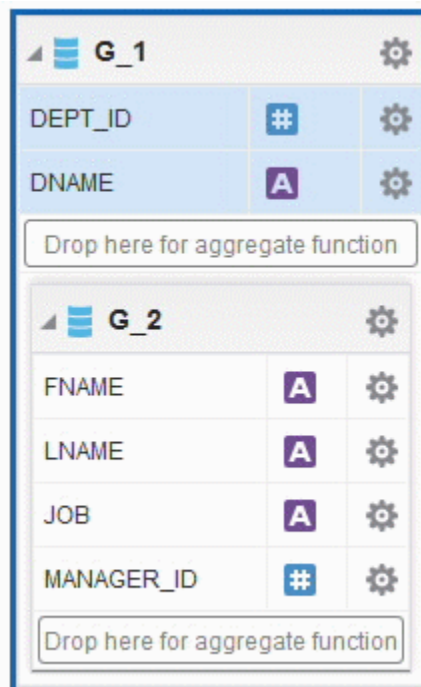 G_1
DEPT_ID #
DNAME A
Drop here for aggregate function
G_2
FNAME A
LNAME A
JOB A
MANAGER_ID #
Drop here for aggregate function